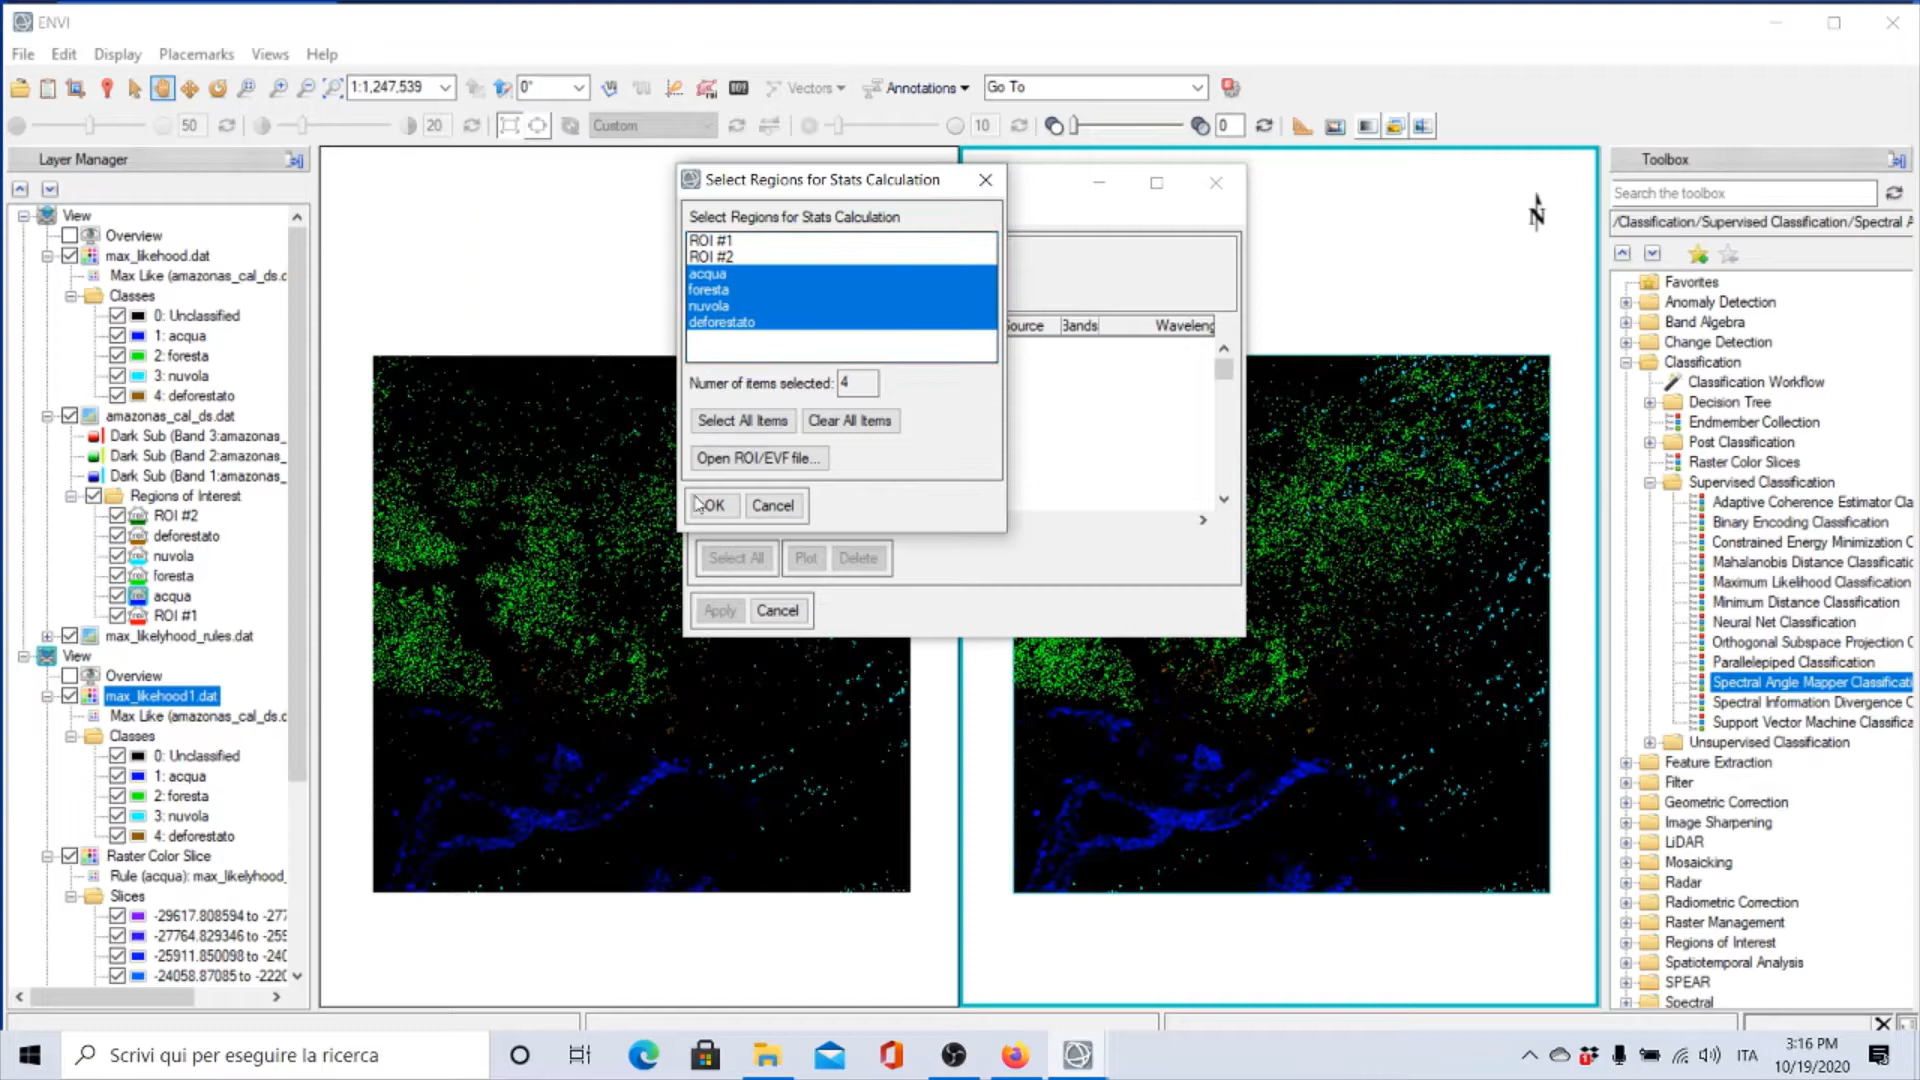 ENVI
File Edit Display Placemarks Views Help
1:1,247,539 0° Vectors Annotations Go To
50 20 Custom 10 0
Layer Manager
View
Overview
max_likehood.dat
Max Like (amazonas_cal_ds.d
Classes
0: Unclassified
1: acqua
2: foresta
3: nuvola
4: deforestato
amazonas_cal_ds.dat
Dark Sub (Band 3:amazonas_
Dark Sub (Band 2:amazonas_
Dark Sub (Band 1:amazonas_
Regions of Interest
ROI #2
deforestato
nuvola
foresta
acqua
ROI #1
max_likelyhood_rules.dat
View
Overview
max_likehood1.dat
Max Like (amazonas_cal_ds.d
Classes
0: Unclassified
1: acqua
2: foresta
3: nuvola
4: deforestato
Raster Color Slice
Rule (acqua): max_likelyhood_
Slices
-29617.808594 to -277
-27764.829346 to -259
-25911.850098 to -240
-24058.87085 to -2220
Select Regions for Stats Calculation
Select Regions for Stats Calculation
ROI #1
ROI #2
acqua
foresta
nuvola
deforestato
Numer of items selected: 4
Select All Items Clear All Items
Open ROI/EVF file...
OK Cancel
Source Bands Waveleng
Select All Plot Delete
Apply Cancel
N
Toolbox
Search the toolbox
/Classification/Supervised Classification/Spectral A
Favorites
Anomaly Detection
Band Algebra
Change Detection
Classification
Classification Workflow
Decision Tree
Endmember Collection
Post Classification
Raster Color Slices
Supervised Classification
Adaptive Coherence Estimator Cla
Binary Encoding Classification
Constrained Energy Minimization C
Mahalanobis Distance Classificatio
Maximum Likelihood Classification
Minimum Distance Classification
Neural Net Classification
Orthogonal Subspace Projection C
Parallelepiped Classification
Spectral Angle Mapper Classificati
Spectral Information Divergence C
Support Vector Machine Classifica
Unsupervised Classification
Feature Extraction
Filter
Geometric Correction
Image Sharpening
LiDAR
Mosaicking
Radar
Radiometric Correction
Raster Management
Regions of Interest
Spatiotemporal Analysis
SPEAR
Spectral
Scrivi qui per eseguire la ricerca
ITA
3:16 PM
10/19/2020